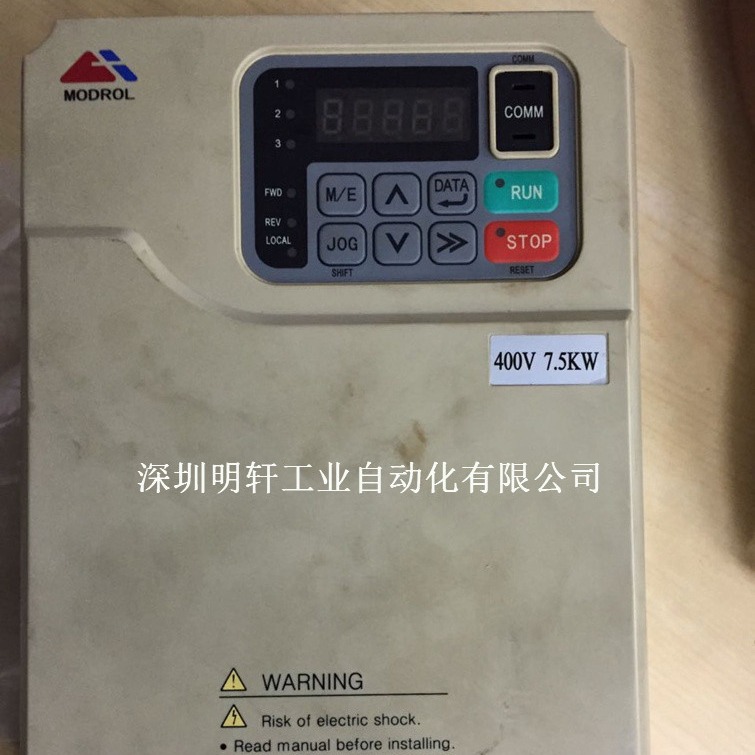 MODROL
COMM
1
2
3
COMM
FWD
M/E
DATA
RUN
REV
LOCAL
JOG
STOP
SHIFT
RESET
400V 7.5KW
深圳明轩工业自动化有限公司
WARNING
Risk of electric shock.
• Read manual before installing.